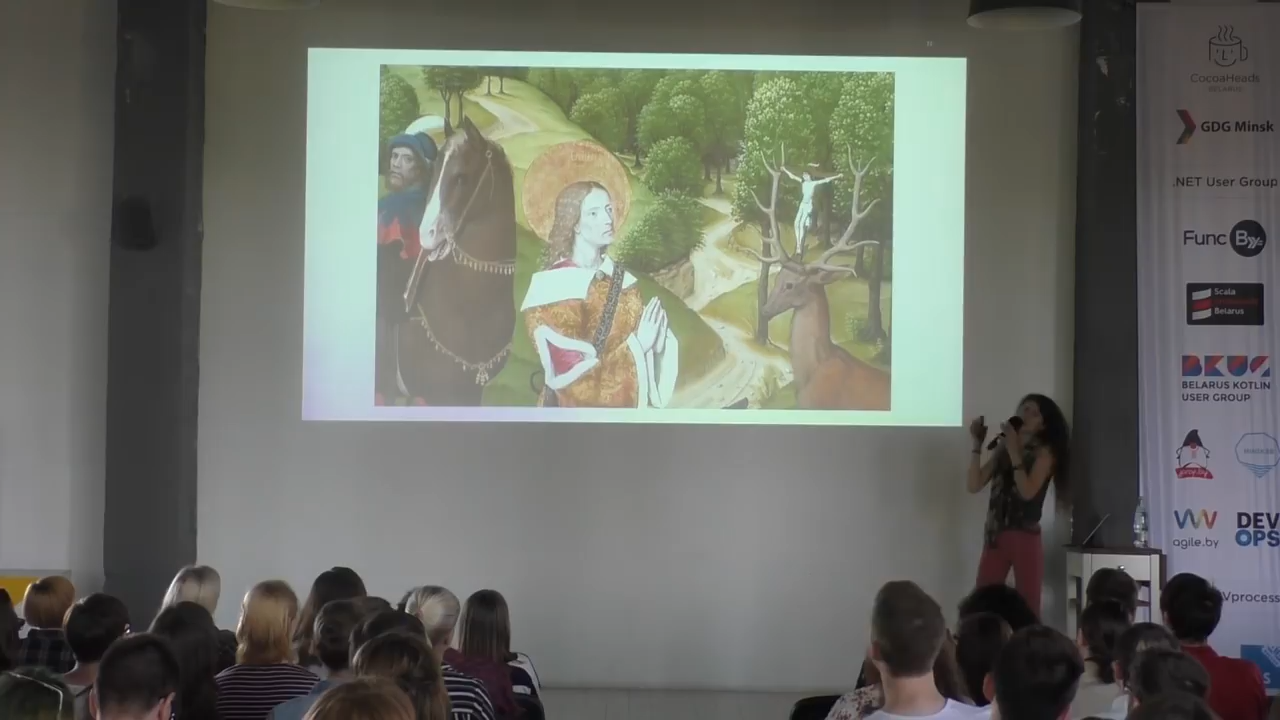 CocoaHeads
BELARUS
GDG Minsk
.NET User Group
Func By
Scala
Belarus
BKUG
BELARUS KOTLIN
USER GROUP
agile.by
DEV
OPS